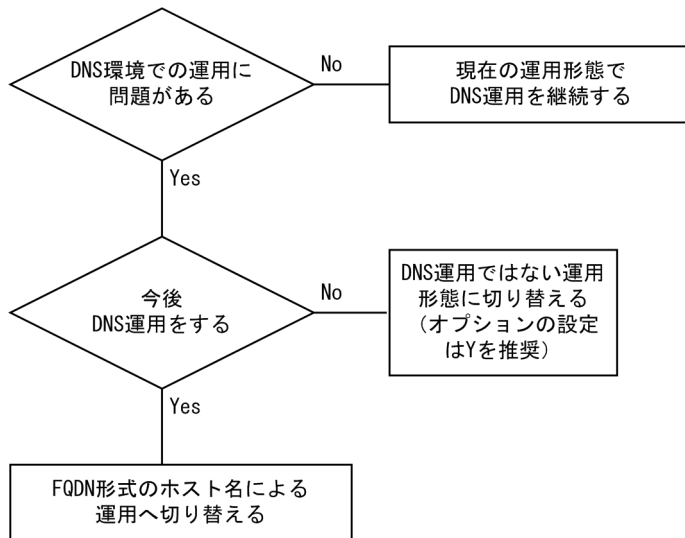 DNS環境での運用に
問題がある
No
現在の運用形態で
DNS運用を継続する
Yes
今後
DNS運用をする
No
DNS運用ではない運用
形態に切り替える
（オプションの設定
はYを推奨）
Yes
FQDN形式のホスト名による
運用へ切り替える